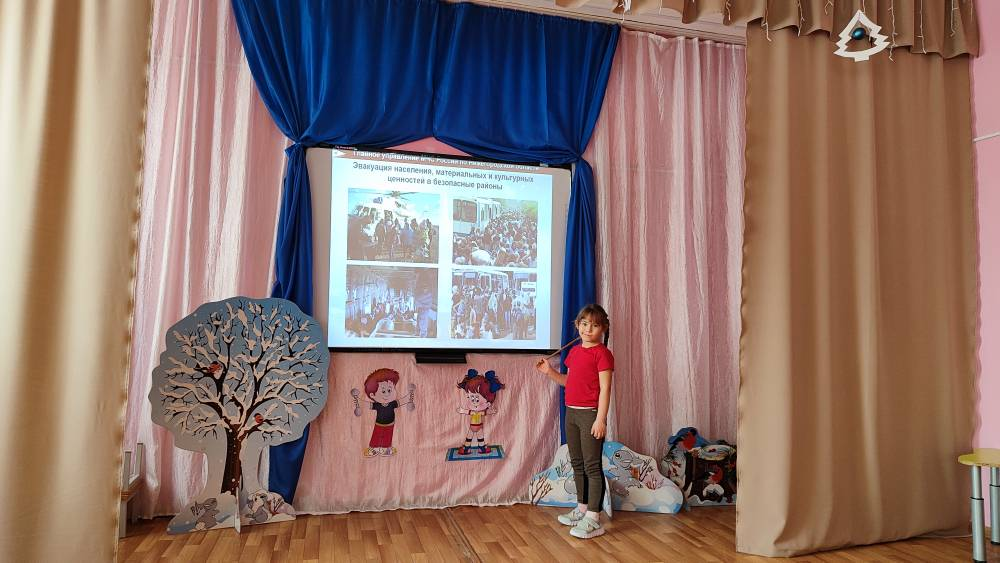 Главное управление МЧС России по Нижегородской области
Эвакуация населения, материальных и культурных
ценностей в безопасные районы